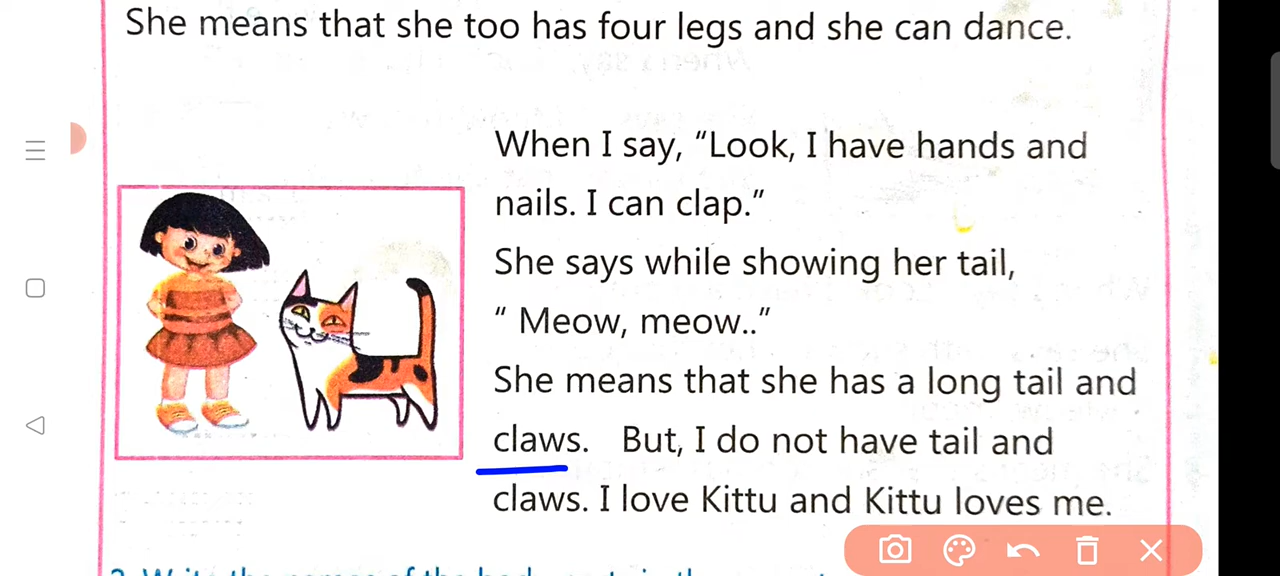 She means that she too has four legs and she can dance.
When I say, “Look, I have hands and
nails. I can clap.”
She says while showing her tail,
“ Meow, meow..”
She means that she has a long tail and
claws. But, I do not have tail and
claws. I love Kittu and Kittu loves me.